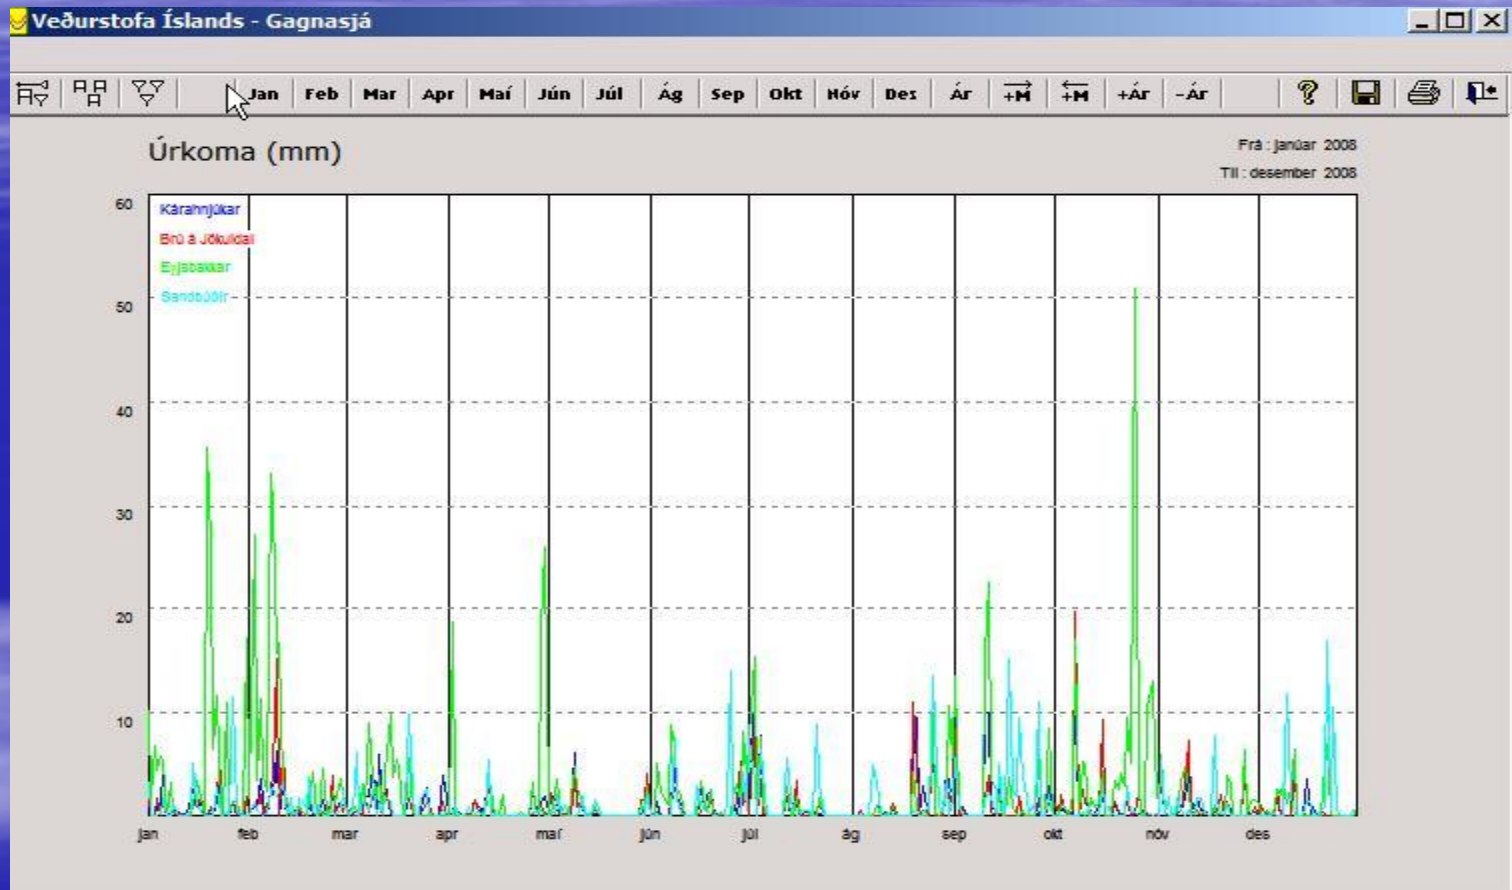 Veðurstofa Íslands - Gagnasjá
Jan Feb Mar Apr Maí Jún Júl Ág Sep Okt Nóv Des Ár +M +M +Ár -Ár
Úrkoma (mm)
Frá : janúar 2008
Till : desember 2008
60
Kárahnjúkar
Brú á Jökuldal
Eyjabakkar
50
Sandbúðir
40
30
20
10
jan feb mar apr maí jún júl ág sep okt nóv des